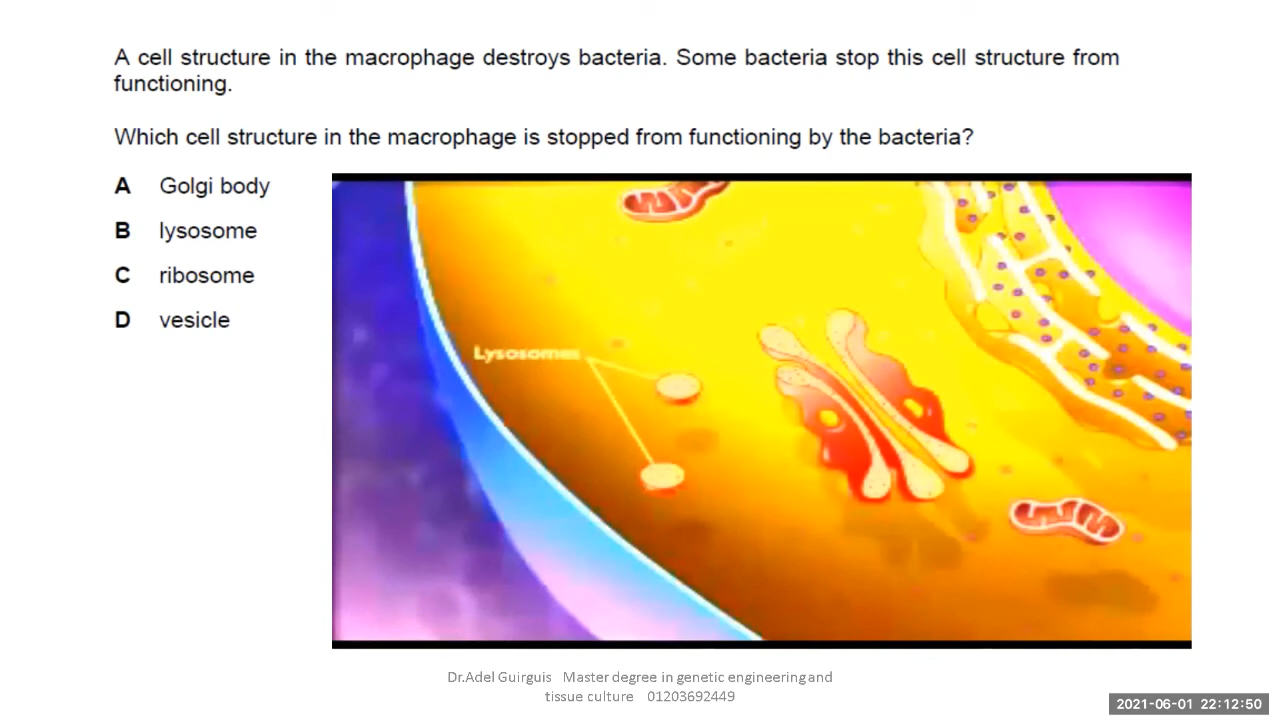 A cell structure in the macrophage destroys bacteria. Some bacteria stop this cell structure from
functioning.
Which cell structure in the macrophage is stopped from functioning by the bacteria?
A Golgi body
B lysosome
C ribosome
D vesicle
Lysosomes
Dr.Adel Guirguis Master degree in genetic engineering and
tissue culture 01203692449
2021-06-01 22:12:50